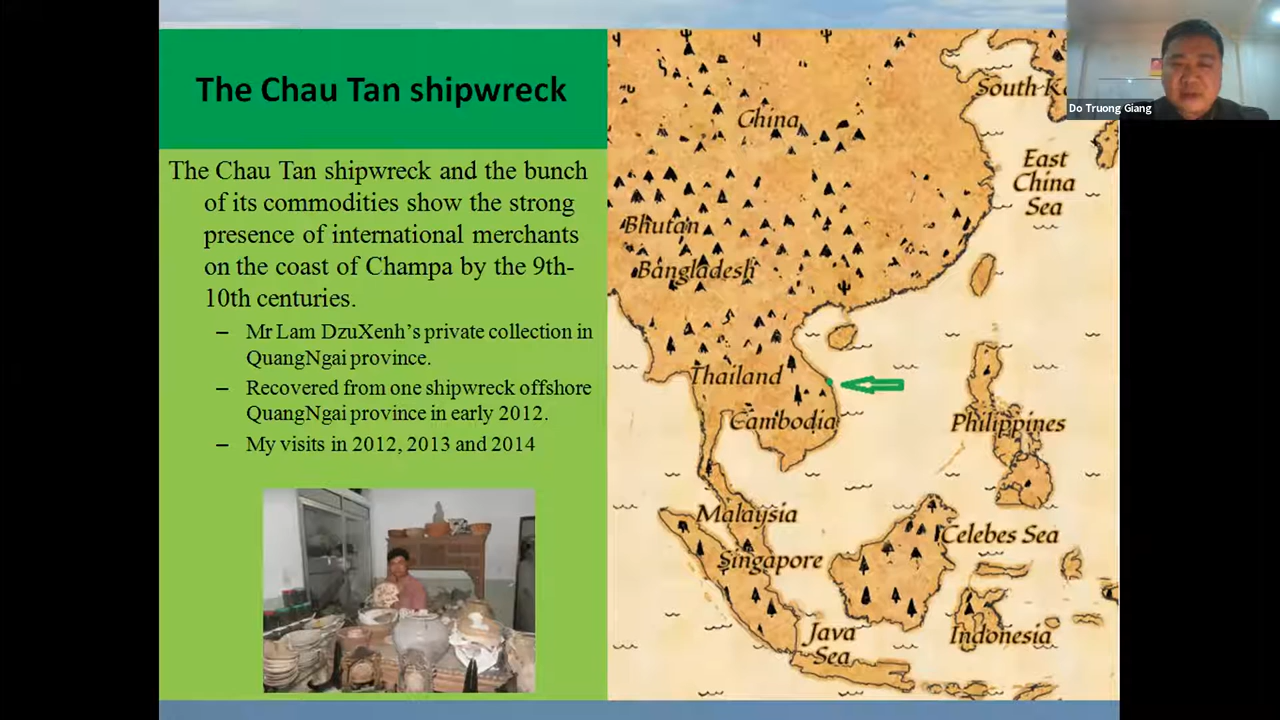 The Chau Tan shipwreck
The Chau Tan shipwreck and the bunch
of its commodities show the strong
presence of international merchants
on the coast of Champa by the 9th-
10th centuries.
– Mr Lam DzuXenh's private collection in
QuangNgai province.
– Recovered from one shipwreck offshore
QuangNgai province in early 2012.
– My visits in 2012, 2013 and 2014
South
China
East
China
Sea
Bhutan
Bangladesh
Thailand
Cambodia
Philippines
Malaysia
Celebes Sea
Singapore
Java
Sea
Indonesia
Do Truong Giang